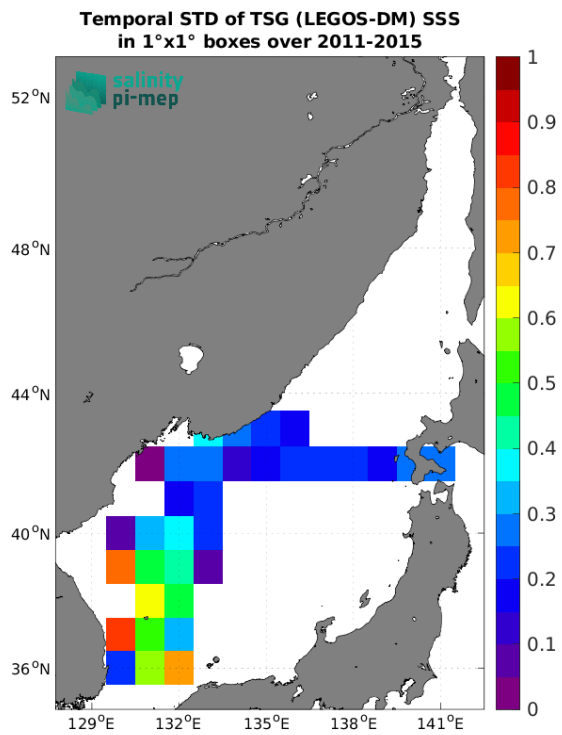 Temporal STD of TSG (LEGOS-DM) SSS
in 1°x1° boxes over 2011-2015
salinity
pi-mep
52°N
48°N
44°N
40°N
36°N
129°E
132°E
135°E
138°E
141°E
1
0.9
0.8
0.7
0.6
0.5
0.4
0.3
0.2
0.1
0